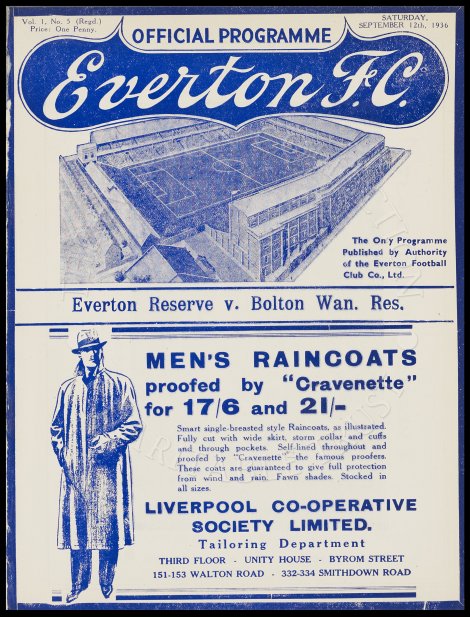 Vol. 1, No. 5 (Regd.)
Price: One Penny.
SATURDAY,
SEPTEMBER 12th, 1936
OFFICIAL PROGRAMME
Everton F.C.
The Only Programme
Published by Authority
of the Everton Football
Club Co., Ltd.
Everton Reserve v. Bolton Wan. Res.
MEN'S RAINCOATS
proofed by "Cravenette"
for 17/6 and 21/-
Smart single-breasted style Raincoats, as illustrated.
Fully cut with wide skirt, storm collar and cuffs
and through pockets. Self-lined throughout and
proofed by "Cravenette" the famous proofers.
These coats are guaranteed to give full protection
from wind and rain. Fawn shades. Stocked in
all sizes.
LIVERPOOL CO-OPERATIVE
SOCIETY LIMITED.
Tailoring Department
THIRD FLOOR - UNITY HOUSE - BYROM STREET
151-153 WALTON ROAD - 332-334 SMITHDOWN ROAD